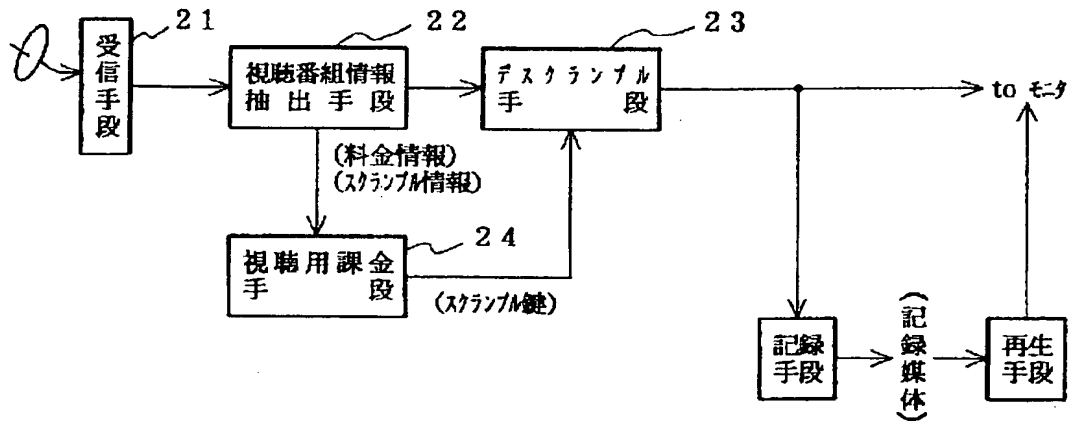 21
受信手段
22
視聴番組情報
抽出手段
23
デスクランブル
手段
to モニタ
(料金情報)
(スクランブル情報)
24
視聴用課金
手段
(スクランブル鍵)
記録
手段
(記録媒体)
再生
手段